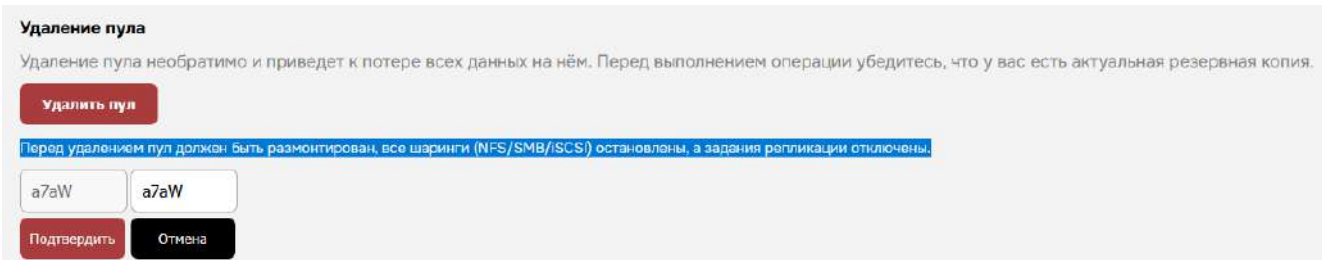 Удаление пула
Удаление пула необратимо и приведет к потере всех данных на нём. Перед выполнением операции убедитесь, что у вас есть актуальная резервная копия.
Удалить пул
Перед удалением пул должен быть размонтирован, все шаринги (NFS/SMB/iSCSI) остановлены, а задания репликации отключены.
a7aW a7aW
Подтвердить Отмена